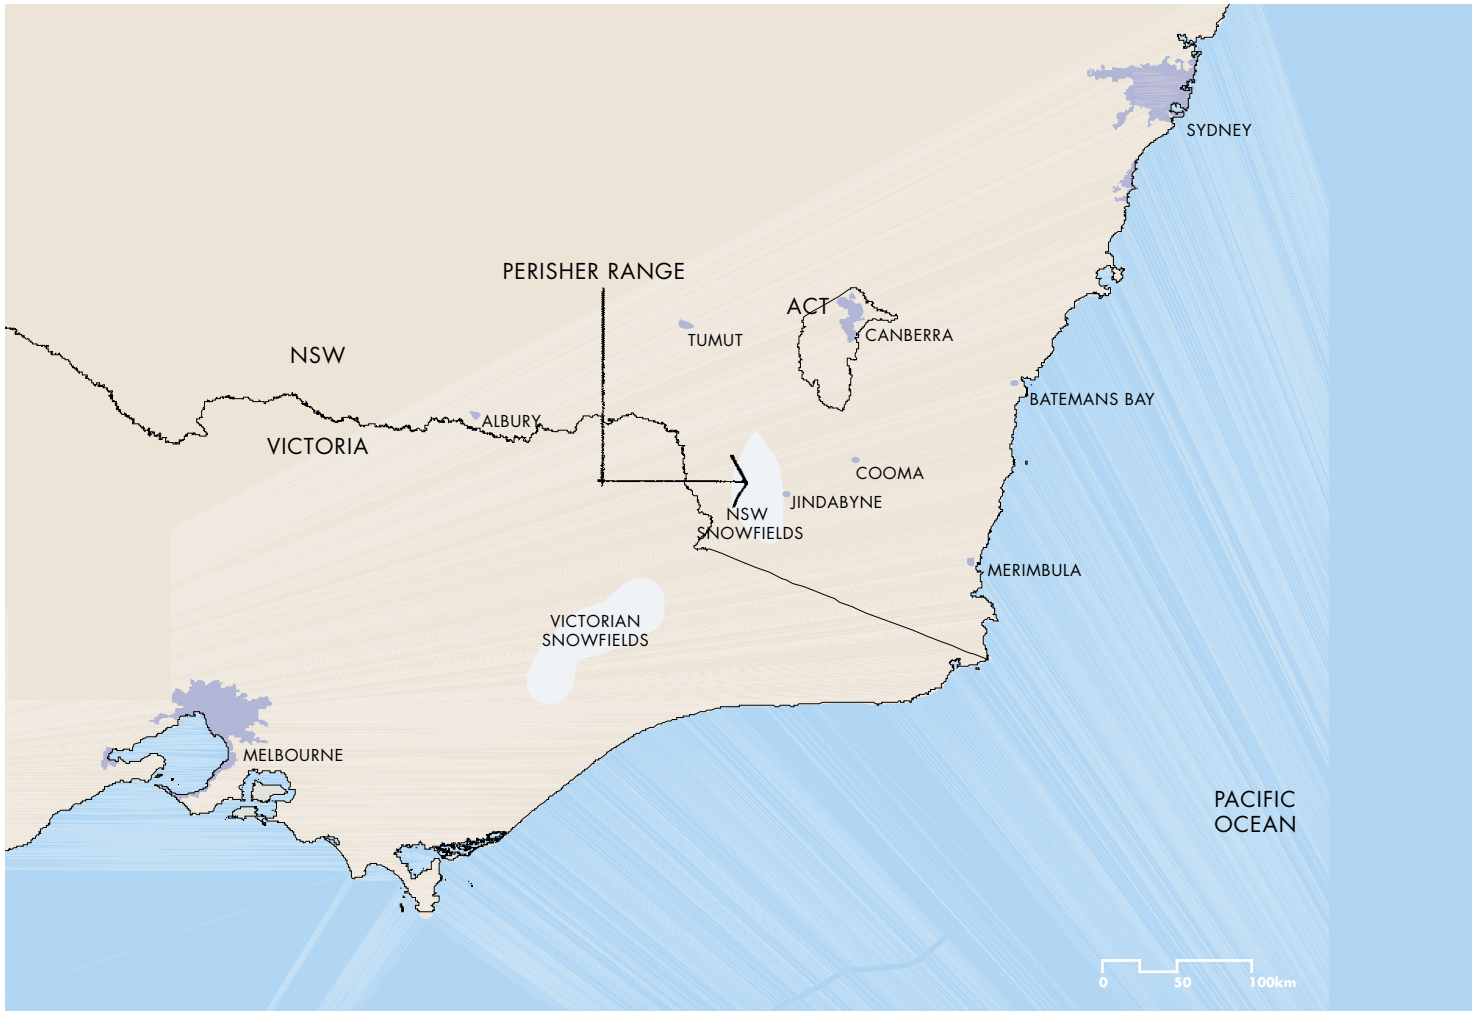 SYDNEY
PERISHER RANGE
ACT
CANBERRA
TUMUT
NSW
BATEMANS BAY
ALBURY
VICTORIA
COOMA
JINDABYNE
NSW
SNOWFIELDS
MERIMBULA
VICTORIAN
SNOWFIELDS
MELBOURNE
PACIFIC
OCEAN
0 50 100km